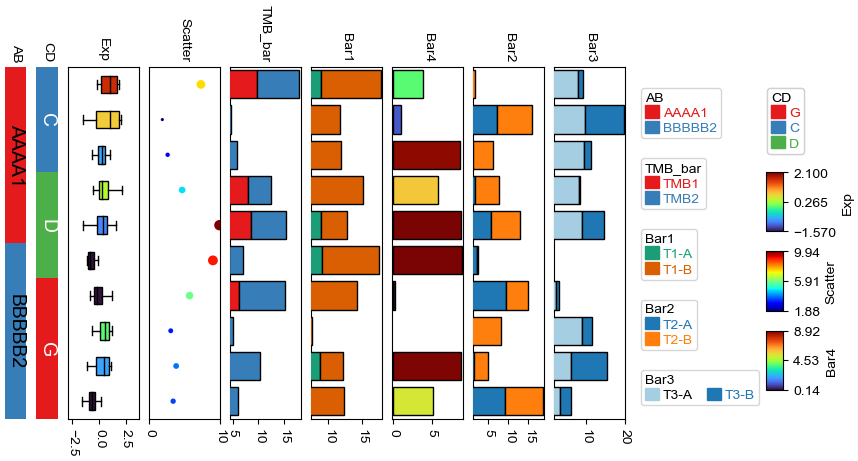 AB
CD
Exp
Scatter
TMB_bar
Bar1
Bar4
Bar2
Bar3
AAAA1
BBBBB2
C
D
G
−2.5 0.0 2.5
0 10
5 10 15
10 15
0 5
5 10 15
10 20
AB
AAAA1
BBBBB2
TMB_bar
TMB1
TMB2
Bar1
T1-A
T1-B
Bar2
T2-A
T2-B
Bar3
T3-A T3-B
CD
G
C
D
2.100
0.265
−1.570
Exp
9.94
5.91
1.88
Scatter
8.92
4.53
0.14
Bar4